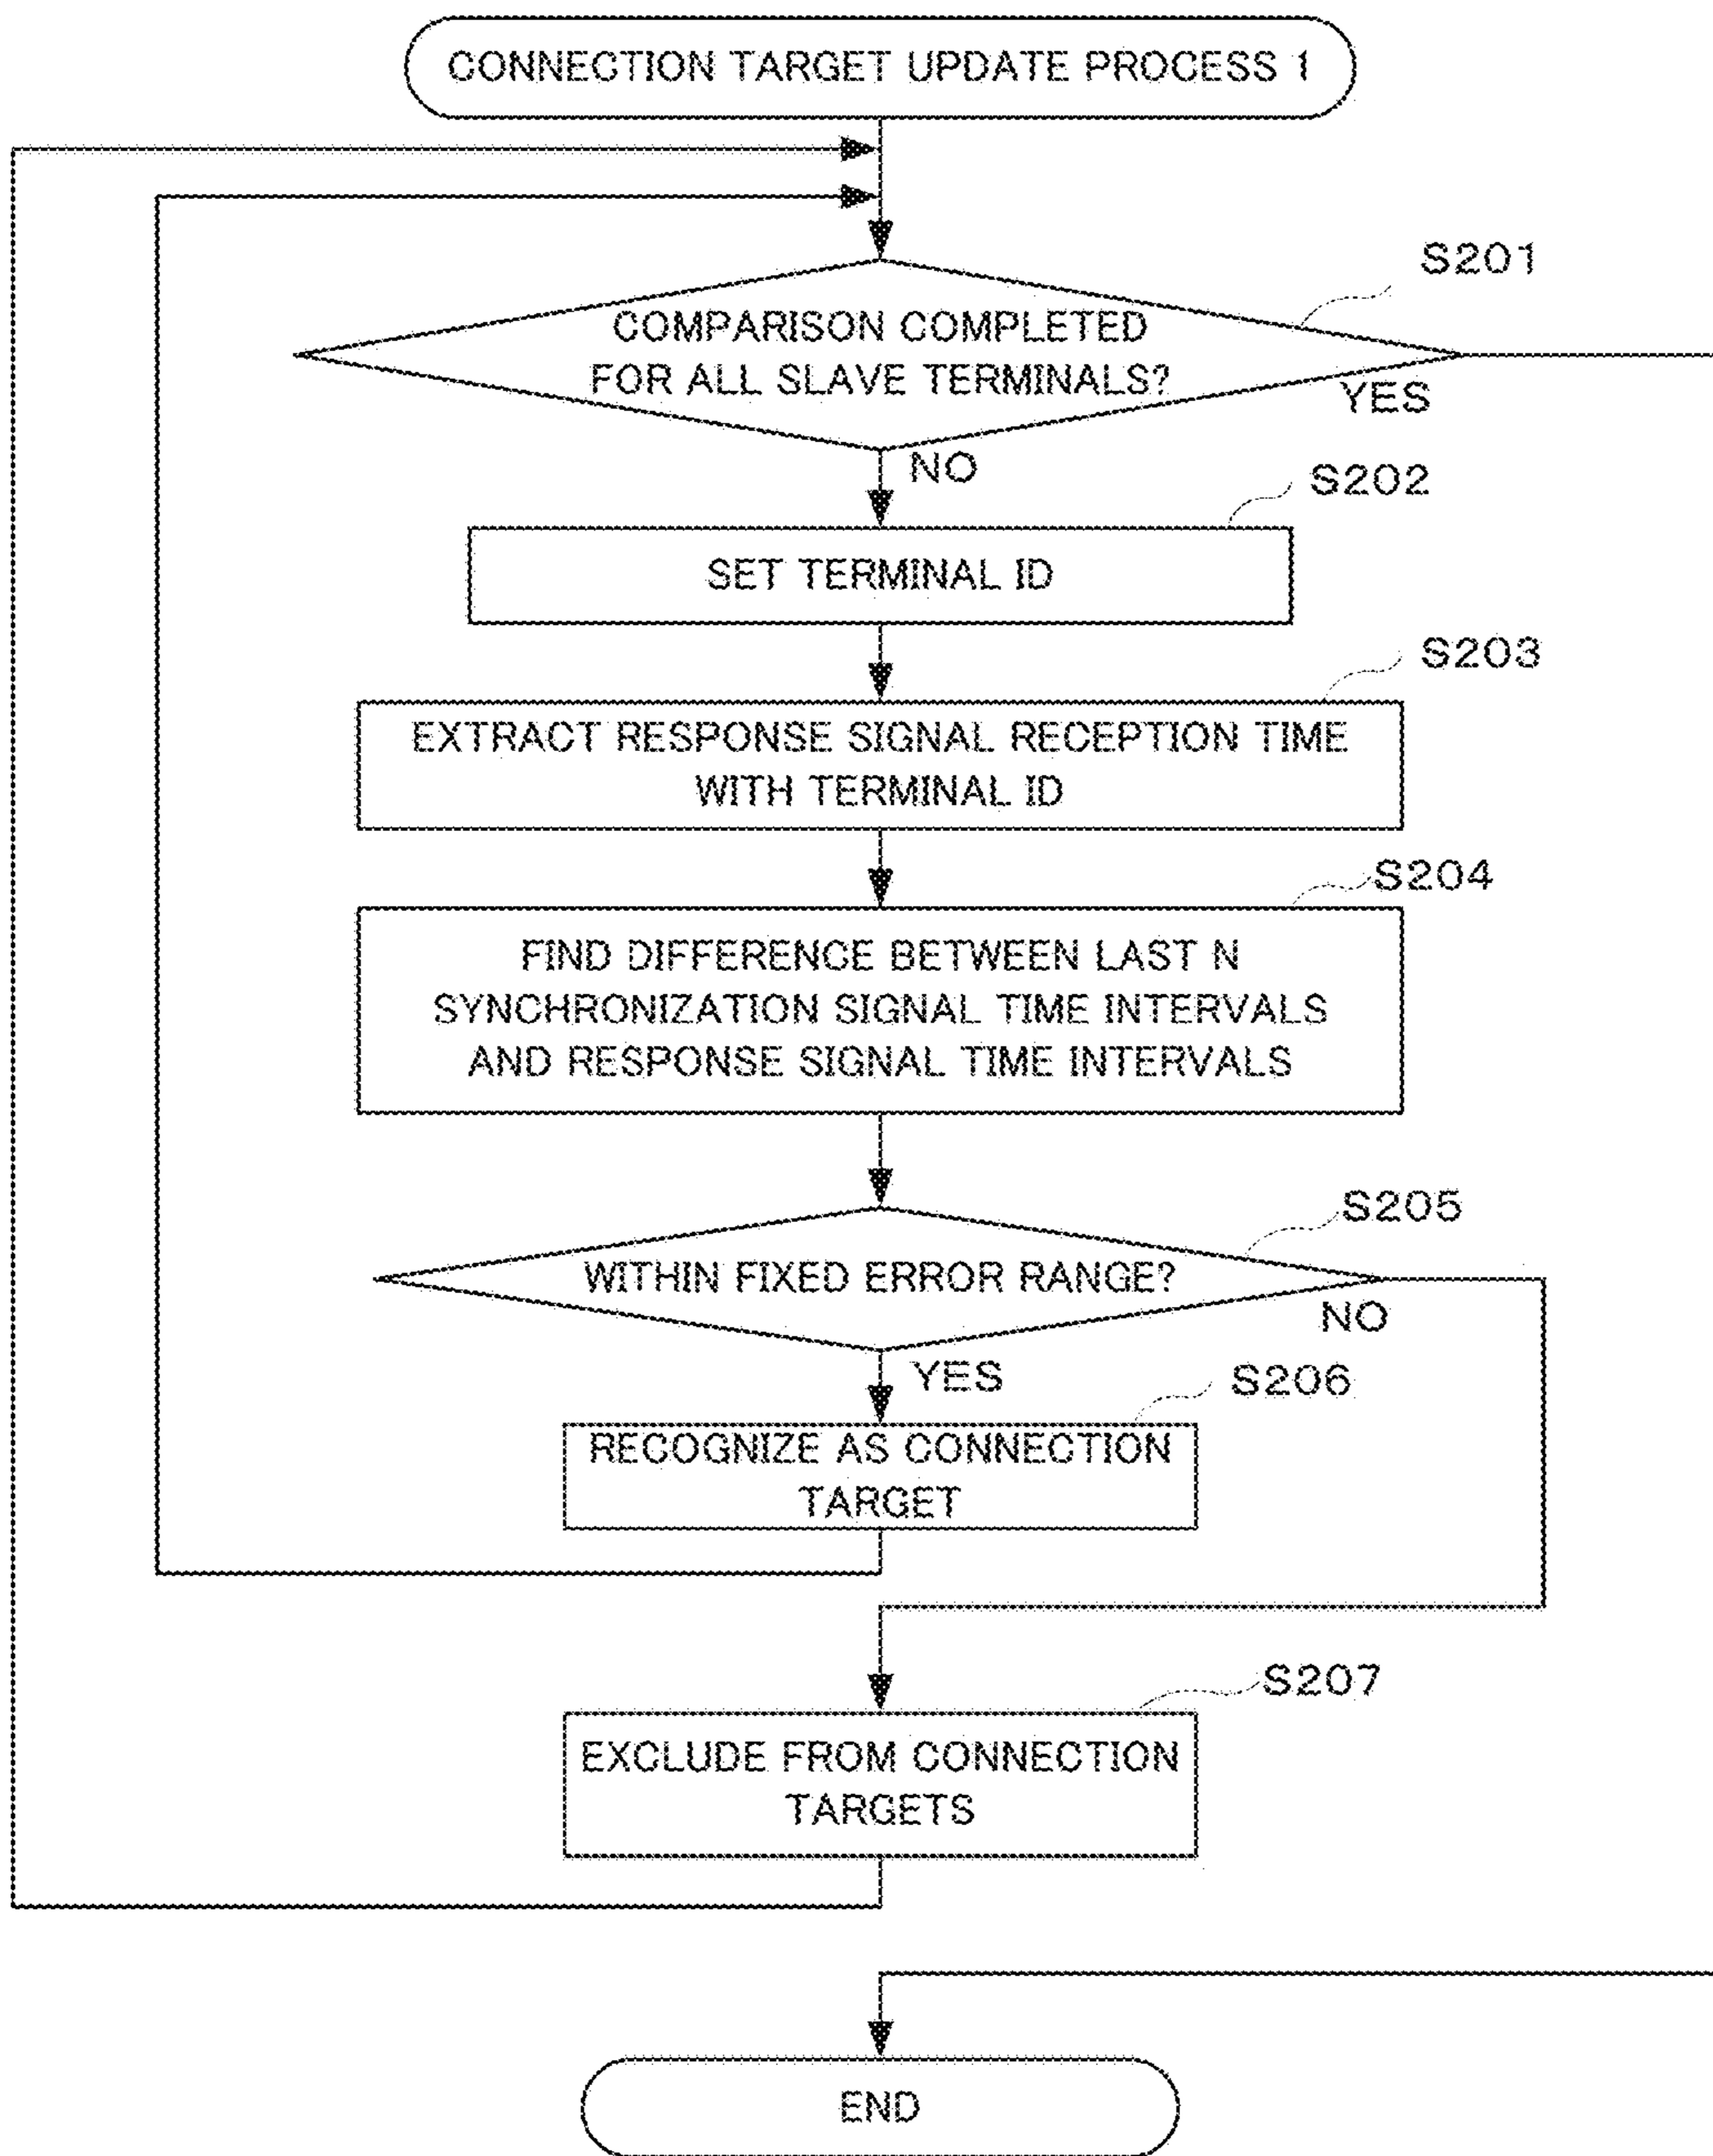 CONNECTION TARGET UPDATE PROCESS 1
S201
COMPARISON COMPLETED
FOR ALL SLAVE TERMINALS?
YES
NO
S202
SET TERMINAL ID
S203
EXTRACT RESPONSE SIGNAL RECEPTION TIME
WITH TERMINAL ID
S204
FIND DIFFERENCE BETWEEN LAST N
SYNCHRONIZATION SIGNAL TIME INTERVALS
AND RESPONSE SIGNAL TIME INTERVALS
S205
WITHIN FIXED ERROR RANGE?
NO
YES
S206
RECOGNIZE AS CONNECTION
TARGET
S207
EXCLUDE FROM CONNECTION
TARGETS
END